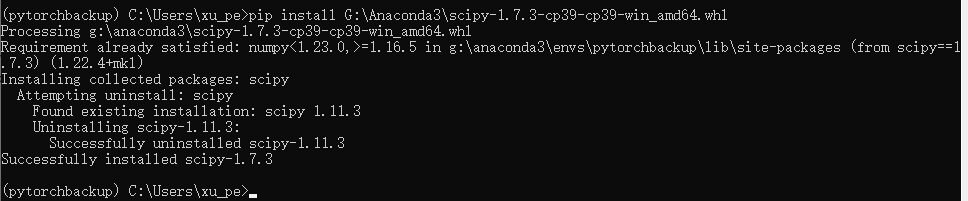 (pytorchbackup) C:\Users\xu_pe>pip install G:\Anaconda3\scipy-1.7.3-cp39-cp39-win_amd64.whl
Processing g:\anaconda3\scipy-1.7.3-cp39-cp39-win_amd64.whl
Requirement already satisfied: numpy<1.23.0,>=1.16.5 in g:\anaconda3\envs\pytorchbackup\lib\site-packages (from scipy==1
.7.3) (1.22.4+mkl)
Installing collected packages: scipy
  Attempting uninstall: scipy
    Found existing installation: scipy 1.11.3
    Uninstalling scipy-1.11.3:
      Successfully uninstalled scipy-1.11.3
Successfully installed scipy-1.7.3
(pytorchbackup) C:\Users\xu_pe>